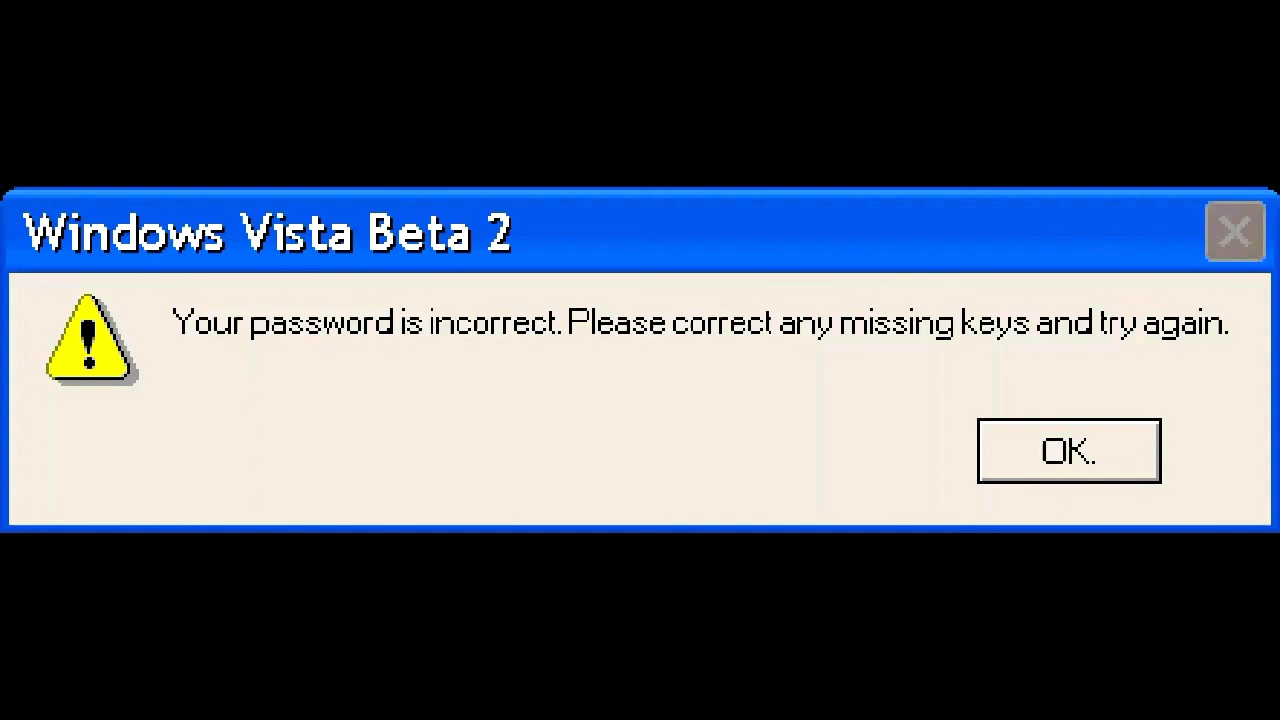 Windows Vista Beta 2
Your password is incorrect. Please correct any missing keys and try again.
OK.